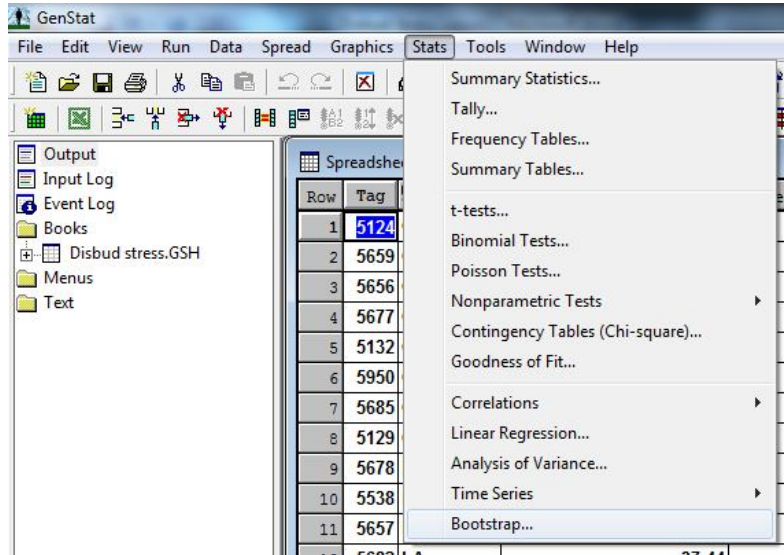 GenStat
File Edit View Run Data Spread Graphics Stats Tools Window Help
Output
Input Log
Event Log
Books
Disbud stress.GSH
Menus
Text
Row Tag
1 5124
2 5659
3 5656
4 5677
5 5132
6 5950
7 5685
8 5129
9 5678
10 5538
11 5657
Summary Statistics...
Tally...
Frequency Tables...
Summary Tables...
t-tests...
Binomial Tests...
Poisson Tests...
Nonparametric Tests
Contingency Tables (Chi-square)...
Goodness of Fit...
Correlations
Linear Regression...
Analysis of Variance...
Time Series
Bootstrap...